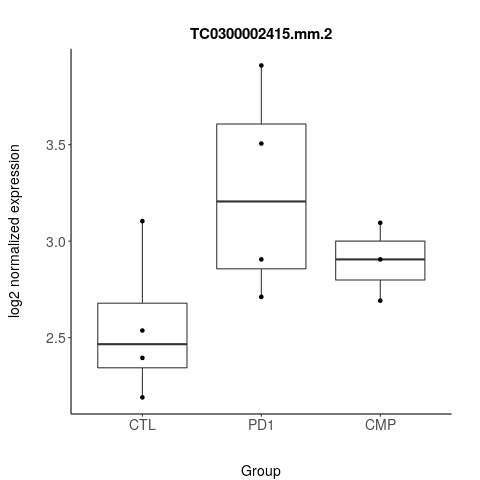 TC0300002415.mm.2
log2 normalized expression
3.5
3.0
2.5
CTL
PD1
CMP
Group